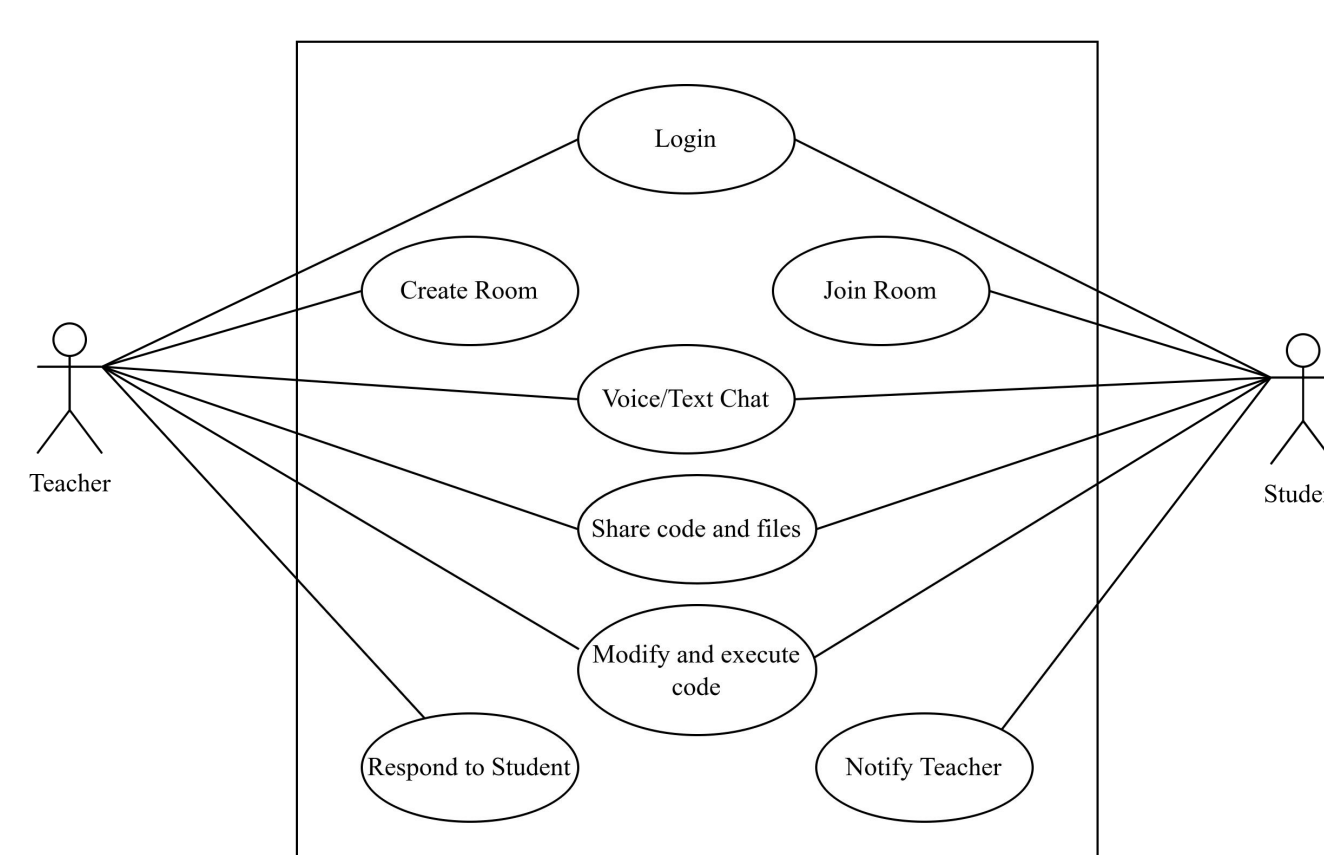 Login
Create Room
Join Room
Voice/Text Chat
Teacher
Share code and files
Modify and execute
code
Respond to Student
Notify Teacher